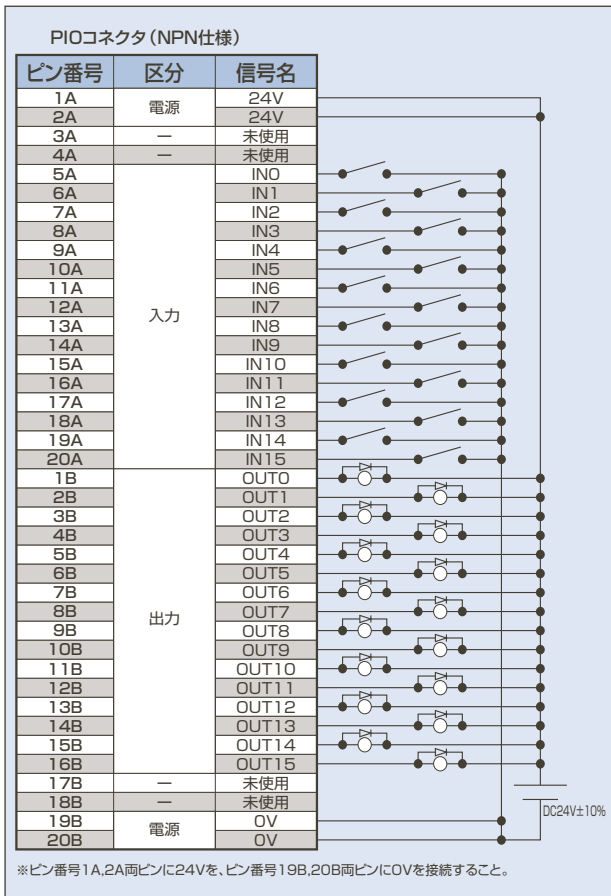 PIOコネクタ（NPN仕様）
ピン番号 区分 信号名
1A 電源 24V
2A 24V
3A － 未使用
4A － 未使用
5A 入力 IN0
6A IN1
7A IN2
8A IN3
9A IN4
10A IN5
11A IN6
12A IN7
13A IN8
14A IN9
15A IN10
16A IN11
17A IN12
18A IN13
19A IN14
20A IN15
1B 出力 OUT0
2B OUT1
3B OUT2
4B OUT3
5B OUT4
6B OUT5
7B OUT6
8B OUT7
9B OUT8
10B OUT9
11B OUT10
12B OUT11
13B OUT12
14B OUT13
15B OUT14
16B OUT15
17B － 未使用
18B － 未使用
DC24V±10%
19B 電源 0V
20B 0V
※ピン番号1A,2A両ピンに24Vを、ピン番号19B,20B両ピンに0Vを接続すること。